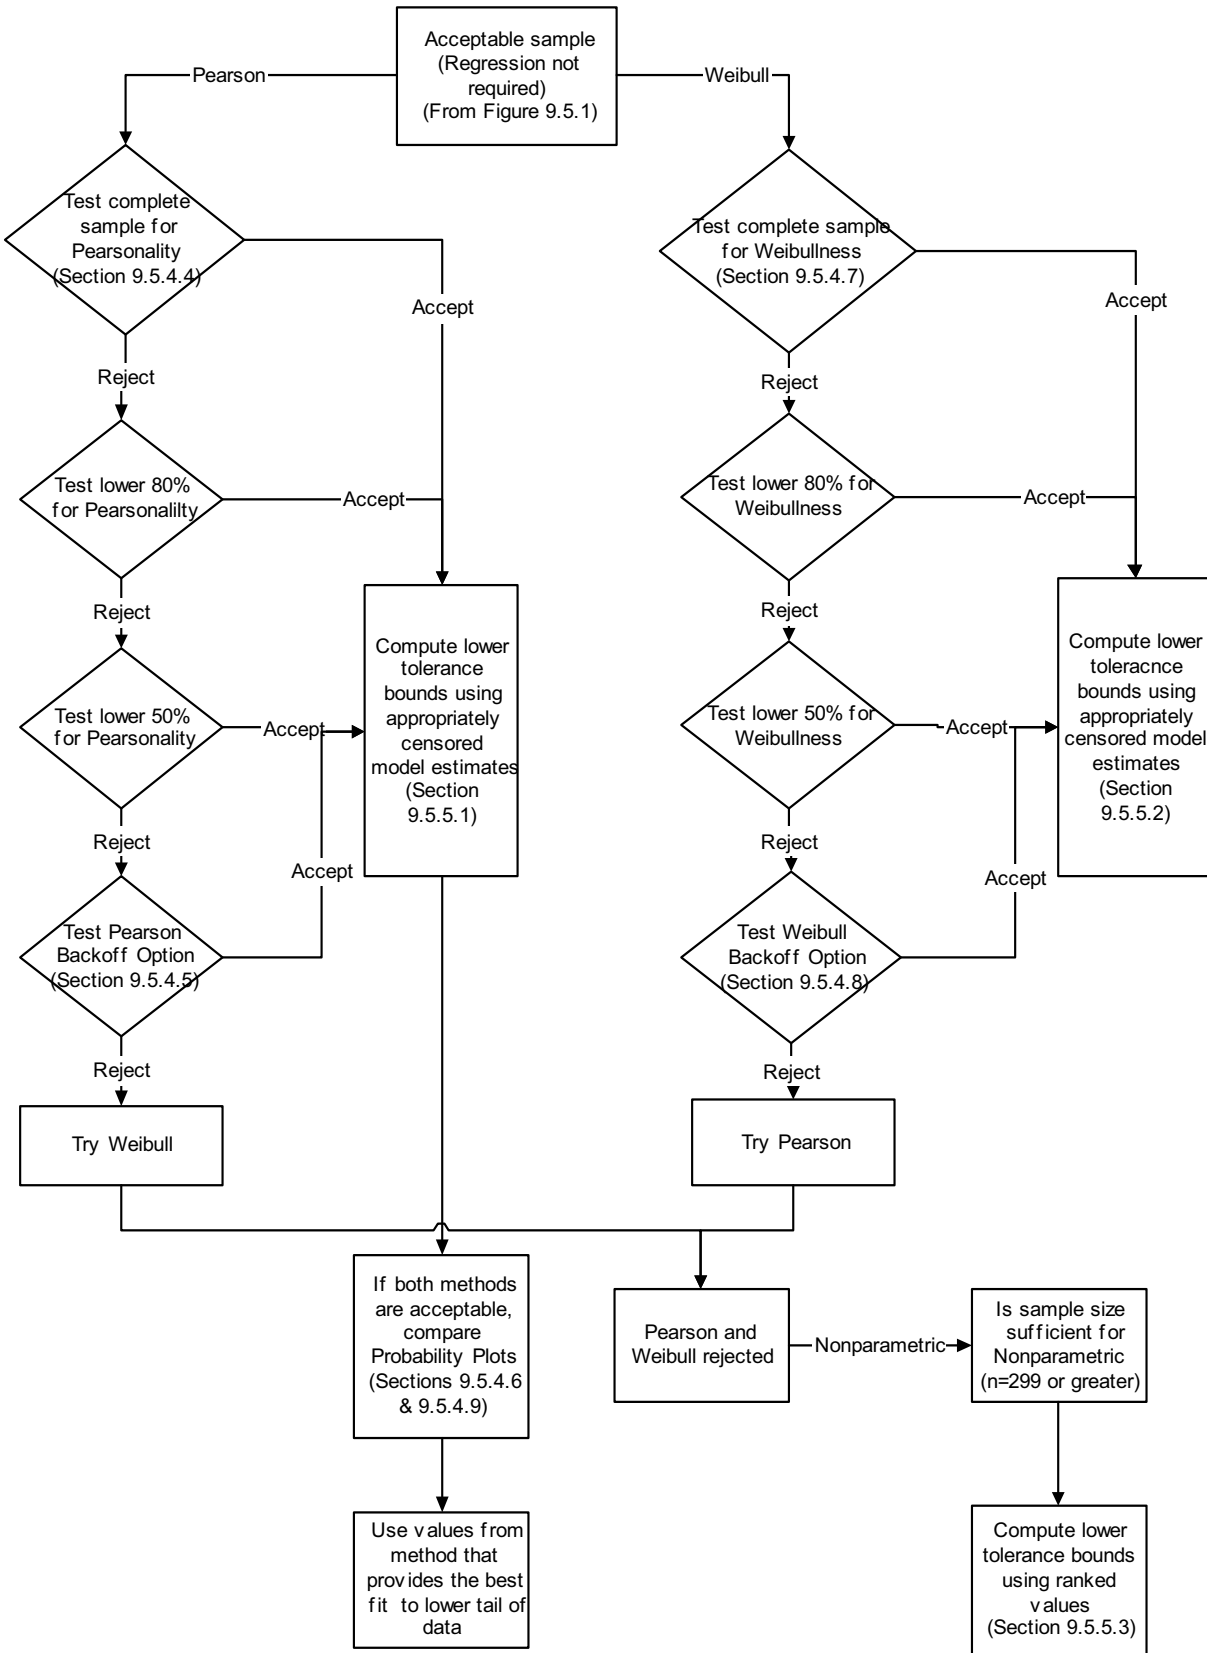 Acceptable sample
(Regression not
required)
(From Figure 9.5.1)
Pearson
Weibull
Test complete
sample for
Pearsonality
(Section 9.5.4.4)
Accept
Reject
Test lower 80%
for Pearsonalilty
Accept
Reject
Test lower 50%
for Pearsonality
Accept
Reject
Test Pearson
Backoff Option
(Section 9.5.4.5)
Accept
Reject
Try Weibull
Compute lower
tolerance
bounds using
appropriately
censored
model estimates
(Section
9.5.5.1)
Test complete sample
for Weibullness
(Section 9.5.4.7)
Accept
Reject
Test lower 80% for
Weibullness
Accept
Reject
Test lower 50% for
Weibullness
Accept
Reject
Test Weibull
Backoff Option
(Section 9.5.4.8)
Accept
Reject
Try Pearson
Compute lower
toleracnce
bounds using
appropriately
censored model
estimates
(Section
9.5.5.2)
If both methods
are acceptable,
compare
Probability Plots
(Sections 9.5.4.6
& 9.5.4.9)
Use values from
method that
provides the best
fit to lower tail of
data
Pearson and
Weibull rejected
Nonparametric
Is sample size
sufficient for
Nonparametric
(n=299 or greater)
Compute lower
tolerance bounds
using ranked
values
(Section 9.5.5.3)